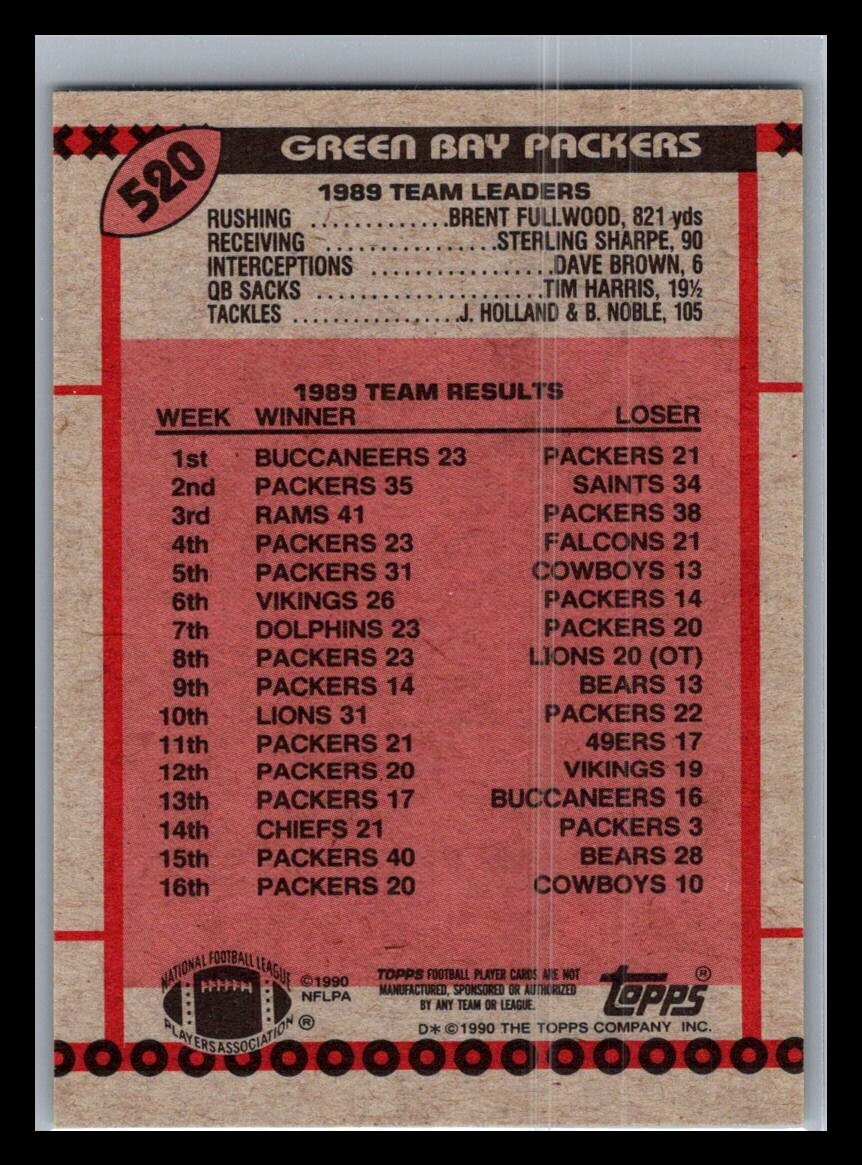 520
GREEN BAY PACKERS
1989 TEAM LEADERS
RUSHING .............BRENT FULLWOOD, 821 yds
RECEIVING ................STERLING SHARPE, 90
INTERCEPTIONS .................DAVE BROWN, 6
QB SACKS .....................TIM HARRIS, 19½
TACKLES ................J. HOLLAND & B. NOBLE, 105
1989 TEAM RESULTS
WEEK WINNER LOSER
1st BUCCANEERS 23 PACKERS 21
2nd PACKERS 35 SAINTS 34
3rd RAMS 41 PACKERS 38
4th PACKERS 23 FALCONS 21
5th PACKERS 31 COWBOYS 13
6th VIKINGS 26 PACKERS 14
7th DOLPHINS 23 PACKERS 20
8th PACKERS 23 LIONS 20 (OT)
9th PACKERS 14 BEARS 13
10th LIONS 31 PACKERS 22
11th PACKERS 21 49ERS 17
12th PACKERS 20 VIKINGS 19
13th PACKERS 17 BUCCANEERS 16
14th CHIEFS 21 PACKERS 3
15th PACKERS 40 BEARS 28
16th PACKERS 20 COWBOYS 10
NATIONAL FOOTBALL LEAGUE
PLAYERS ASSOCIATION ®
©1990
NFLPA
TOPPS FOOTBALL PLAYER CARDS ARE NOT
MANUFACTURED, SPONSORED OR AUTHORIZED
BY ANY TEAM OR LEAGUE.
topps ®
D* © 1990 THE TOPPS COMPANY INC.